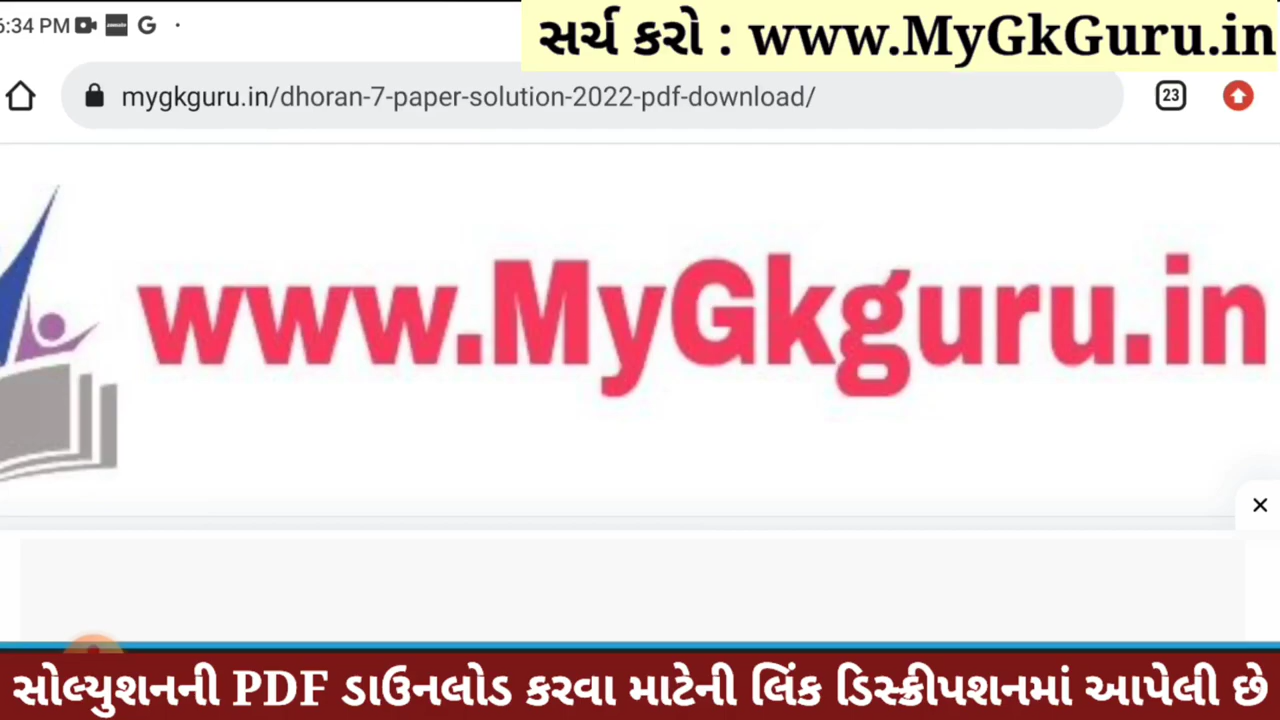 6:34 PM
સર્ચ કરો : www.MyGkGuru.in
mygkguru.in/dhoran-7-paper-solution-2022-pdf-download/
23
www.MyGkguru.in
સોલ્યુશનની PDF ડાઉનલોડ કરવા માટેની લિંક ડિસ્ક્રીપશનમાં આપેલી છે